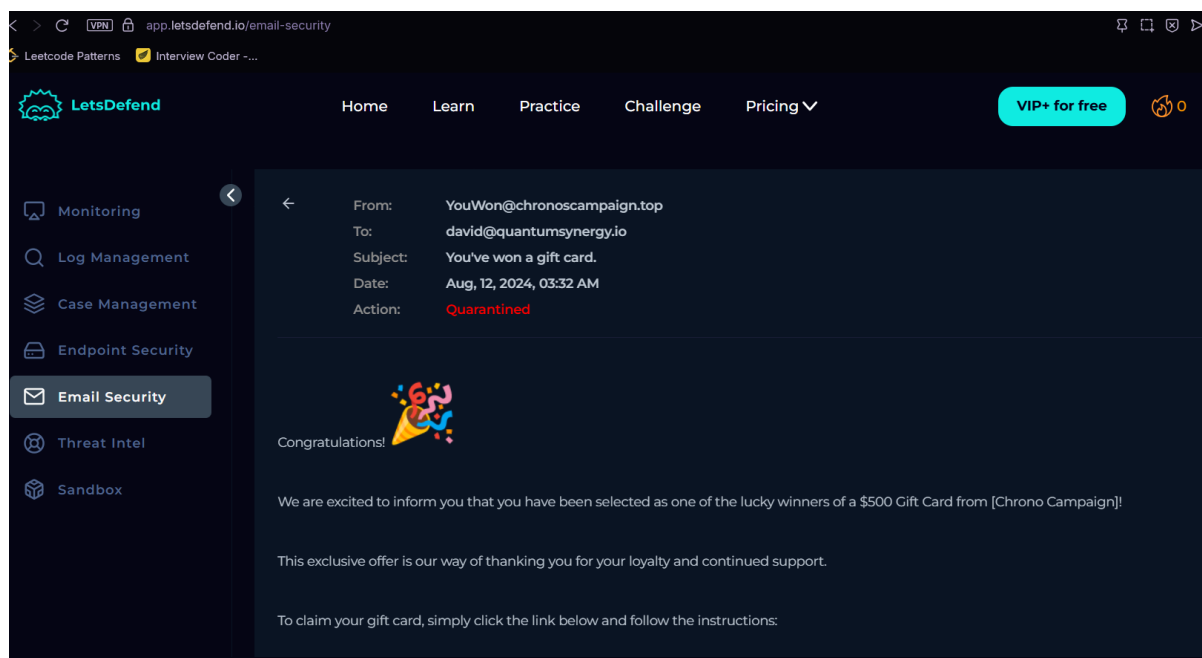 VPN app.letsdefend.io/email-security
Leetcode Patterns Interview Coder -...
LetsDefend Home Learn Practice Challenge Pricing VIP+ for free 0
Monitoring
Log Management
Case Management
Endpoint Security
Email Security
Threat Intel
Sandbox
From: YouWon@chronoscampaign.top
To: david@quantumsynergy.io
Subject: You've won a gift card.
Date: Aug, 12, 2024, 03:32 AM
Action: Quarantined
Congratulations!
We are excited to inform you that you have been selected as one of the lucky winners of a $500 Gift Card from [Chrono Campaign]!
This exclusive offer is our way of thanking you for your loyalty and continued support.
To claim your gift card, simply click the link below and follow the instructions: